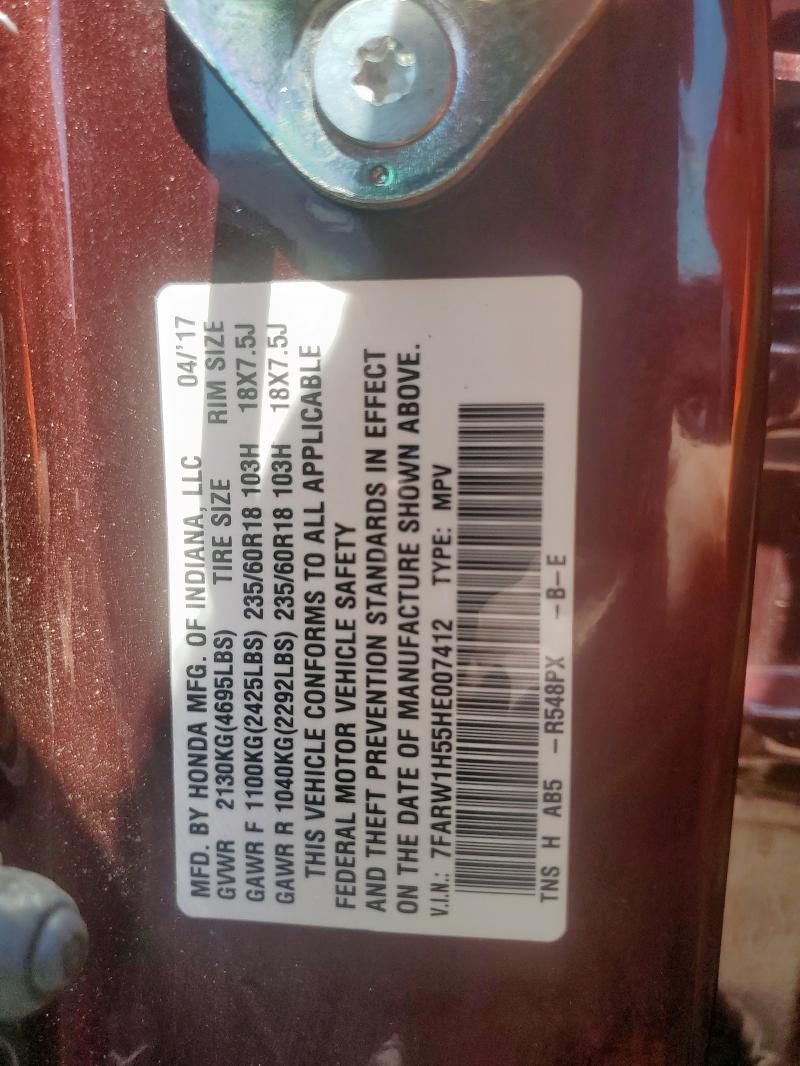 MFD. BY HONDA MFG. OF INDIANA, LLC 04/'17
GVWR 2130KG(4695LBS) TIRE SIZE RIM SIZE
GAWR F 1100KG(2425LBS) 235/60R18 103H 18X7.5J
GAWR R 1040KG(2292LBS) 235/60R18 103H 18X7.5J
THIS VEHICLE CONFORMS TO ALL APPLICABLE
FEDERAL MOTOR VEHICLE SAFETY
AND THEFT PREVENTION STANDARDS IN EFFECT
ON THE DATE OF MANUFACTURE SHOWN ABOVE.
V.I.N.: 7FARW1H55HE007412 TYPE: MPV
TNS H AB5 -R548PX -B-E